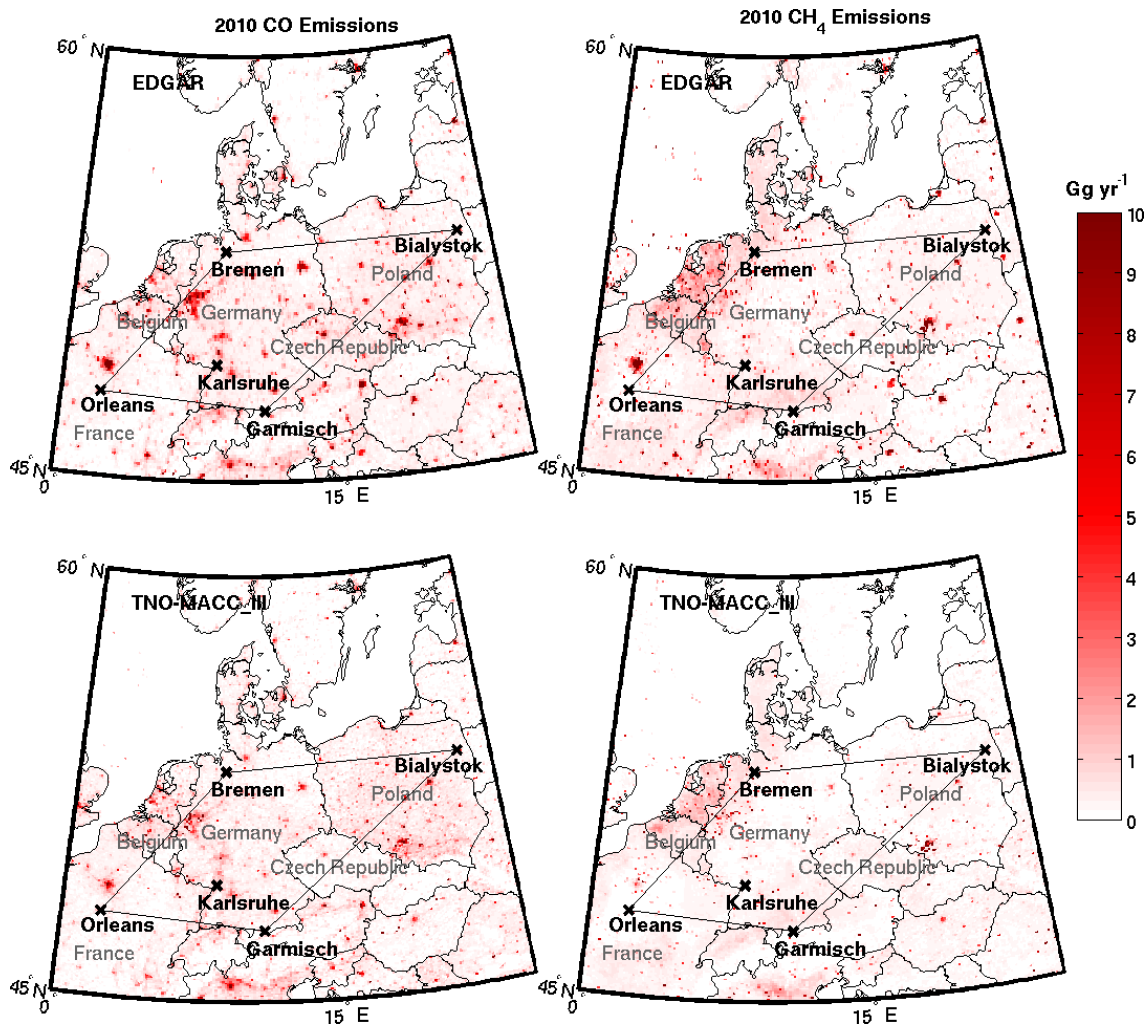 2010 CO Emissions
60° N
EDGAR
Bialystok
Bremen
Poland
Belgium
Germany
Czech Republic
Karlsruhe
Orleans
Garmisch
France
45° N
0
15° E
2010 CH4 Emissions
60° N
EDGAR
Bialystok
Bremen
Poland
Belgium
Germany
Czech Republic
Karlsruhe
Orleans
Garmisch
France
45° N
0
15° E
Gg yr-1
10
9
8
7
6
5
4
3
2
1
0
60° N
TNO-MACC_III
Bialystok
Bremen
Poland
Belgium
Germany
Czech Republic
Karlsruhe
Orleans
Garmisch
France
45° N
0
15° E
60° N
TNO-MACC_III
Bialystok
Bremen
Poland
Belgium
Germany
Czech Republic
Karlsruhe
Orleans
Garmisch
France
45° N
0
15° E